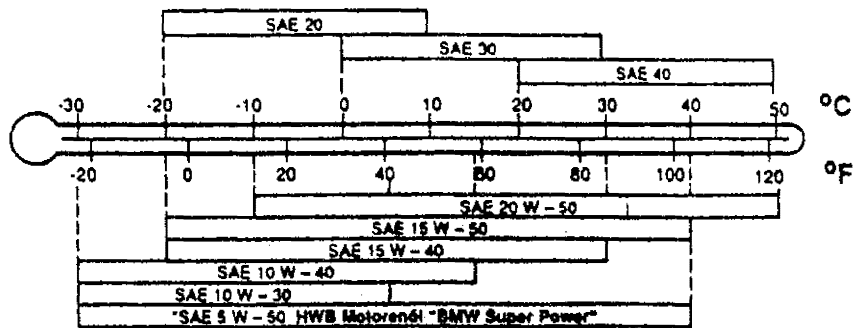 SAE 20
SAE 30
SAE 40
-30 -20 -10 0 10 20 30 40 50 °C
-20 0 20 40 60 80 100 120 °F
SAE 20 W – 50
SAE 15 W – 50
SAE 15 W – 40
SAE 10 W – 40
SAE 10 W – 30
*SAE 5 W – 50 HWB Motorenöl "BMW Super Power"